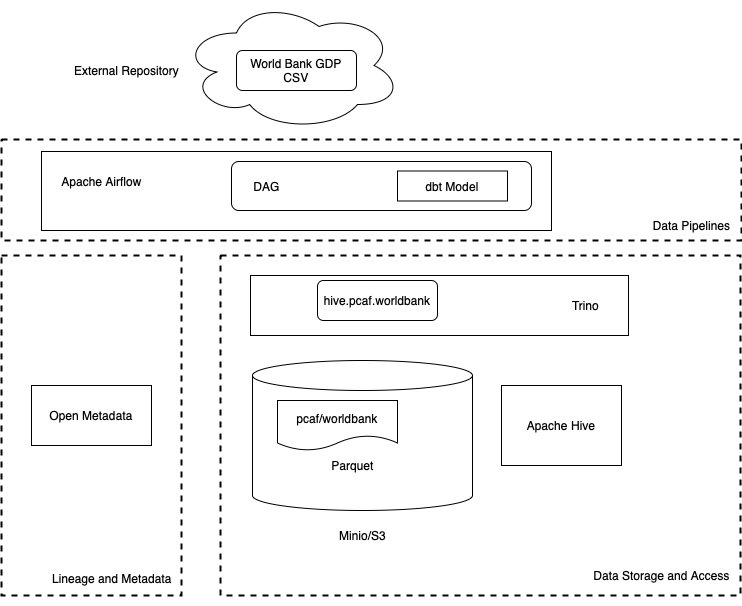 World Bank GDP
CSV
External Repository
Apache Airflow
DAG
dbt Model
Data Pipelines
hive.pcaf.worldbank
Trino
Open Metadata
pcaf/worldbank
Apache Hive
Parquet
Minio/S3
Lineage and Metadata
Data Storage and Access